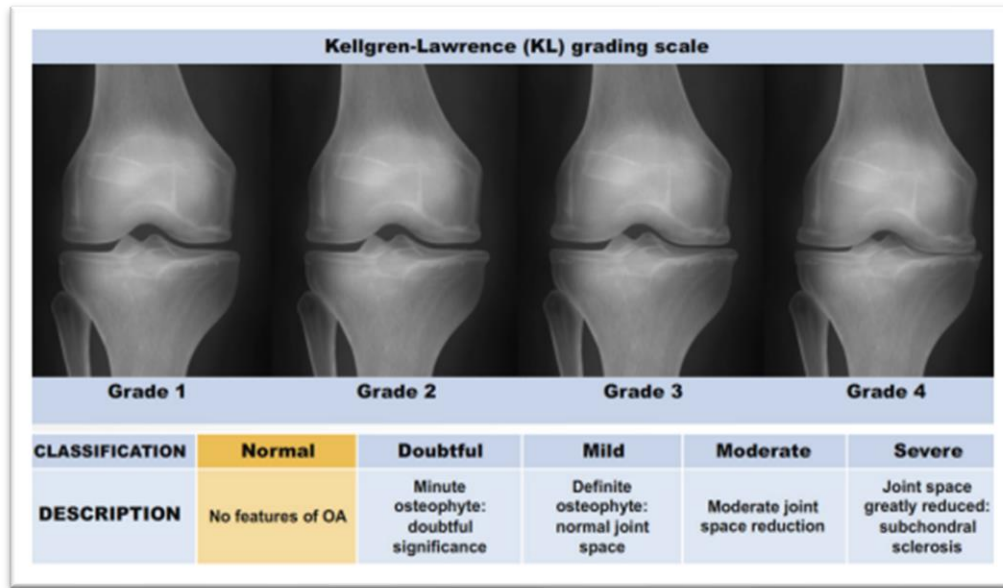 Kellgren-Lawrence (KL) grading scale
Grade 1 Grade 2 Grade 3 Grade 4
CLASSIFICATION Normal Doubtful Mild Moderate Severe
DESCRIPTION
No features of OA
Minute
osteophyte:
doubtful
significance
Definite
osteophyte:
normal joint
space
Moderate joint
space reduction
Joint space
greatly reduced:
subchondral
sclerosis